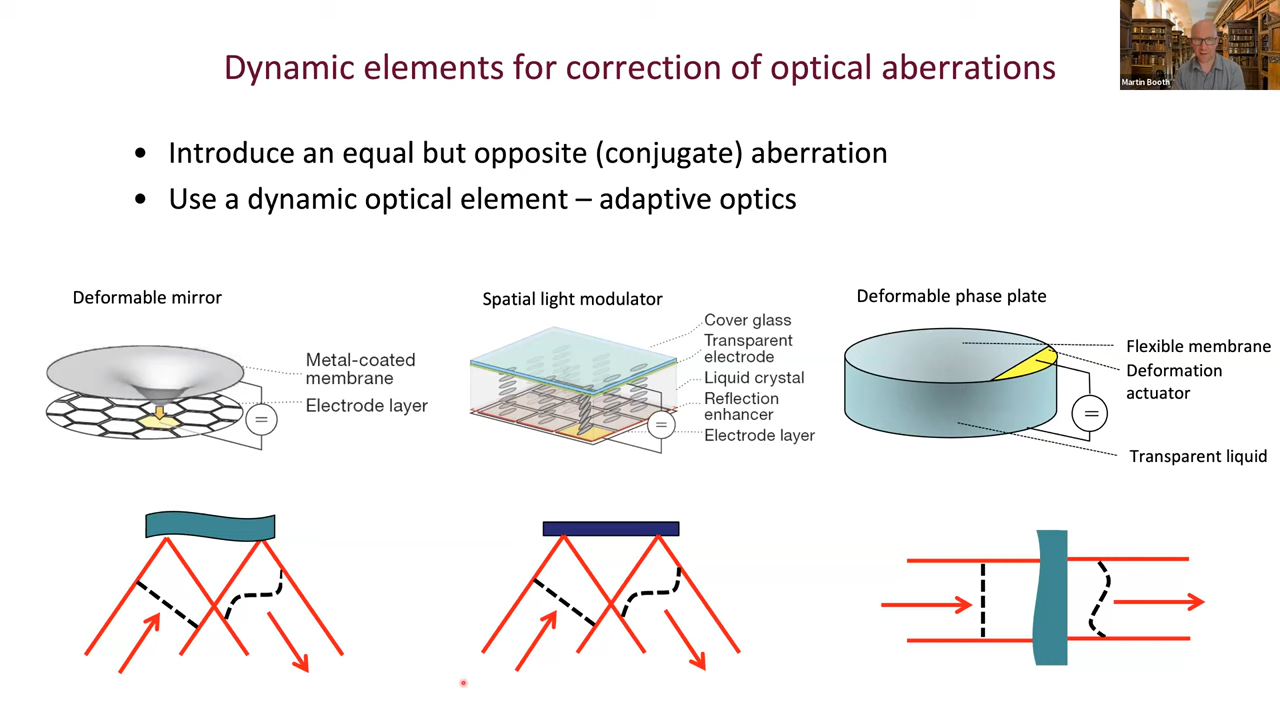 Martin Booth
Dynamic elements for correction of optical aberrations
• Introduce an equal but opposite (conjugate) aberration
• Use a dynamic optical element – adaptive optics
Deformable mirror
Metal-coated
membrane
Electrode layer
=
Spatial light modulator
Cover glass
Transparent
electrode
Liquid crystal
Reflection
enhancer
Electrode layer
=
Deformable phase plate
Flexible membrane
Deformation
actuator
=
Transparent liquid